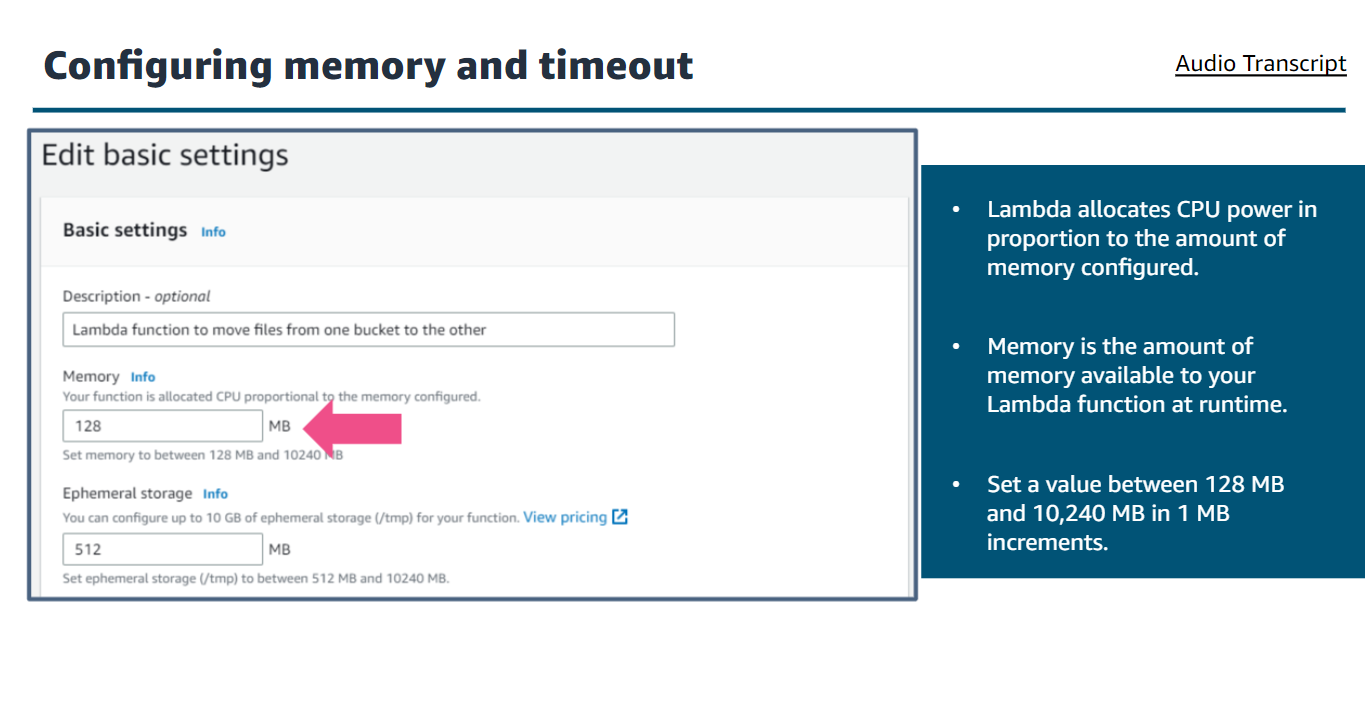 Configuring memory and timeout
Audio Transcript
Edit basic settings
Basic settings Info
Description - optional
Lambda function to move files from one bucket to the other
Memory Info
Your function is allocated CPU proportional to the memory configured.
128 MB
Set memory to between 128 MB and 10240 MB
Ephemeral storage Info
You can configure up to 10 GB of ephemeral storage (/tmp) for your function. View pricing
512 MB
Set ephemeral storage (/tmp) to between 512 MB and 10240 MB.
• Lambda allocates CPU power in
proportion to the amount of
memory configured.
• Memory is the amount of
memory available to your
Lambda function at runtime.
• Set a value between 128 MB
and 10,240 MB in 1 MB
increments.